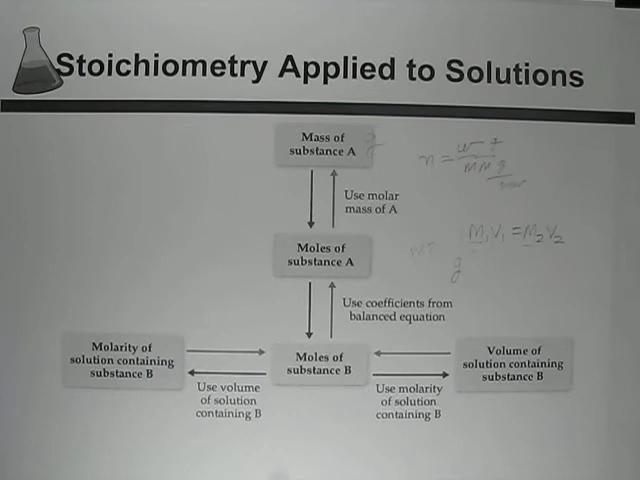 Stoichiometry Applied to Solutions
Mass of
substance A
g
n = w g
MM g
Use molar
mass of A
M₁V₁ = M₂V₂
Moles of
substance A
g
Use coefficients from
balanced equation
Molarity of
solution containing
substance B
Moles of
substance B
Volume of
solution containing
substance B
Use volume
of solution
containing B
Use molarity
of solution
containing B